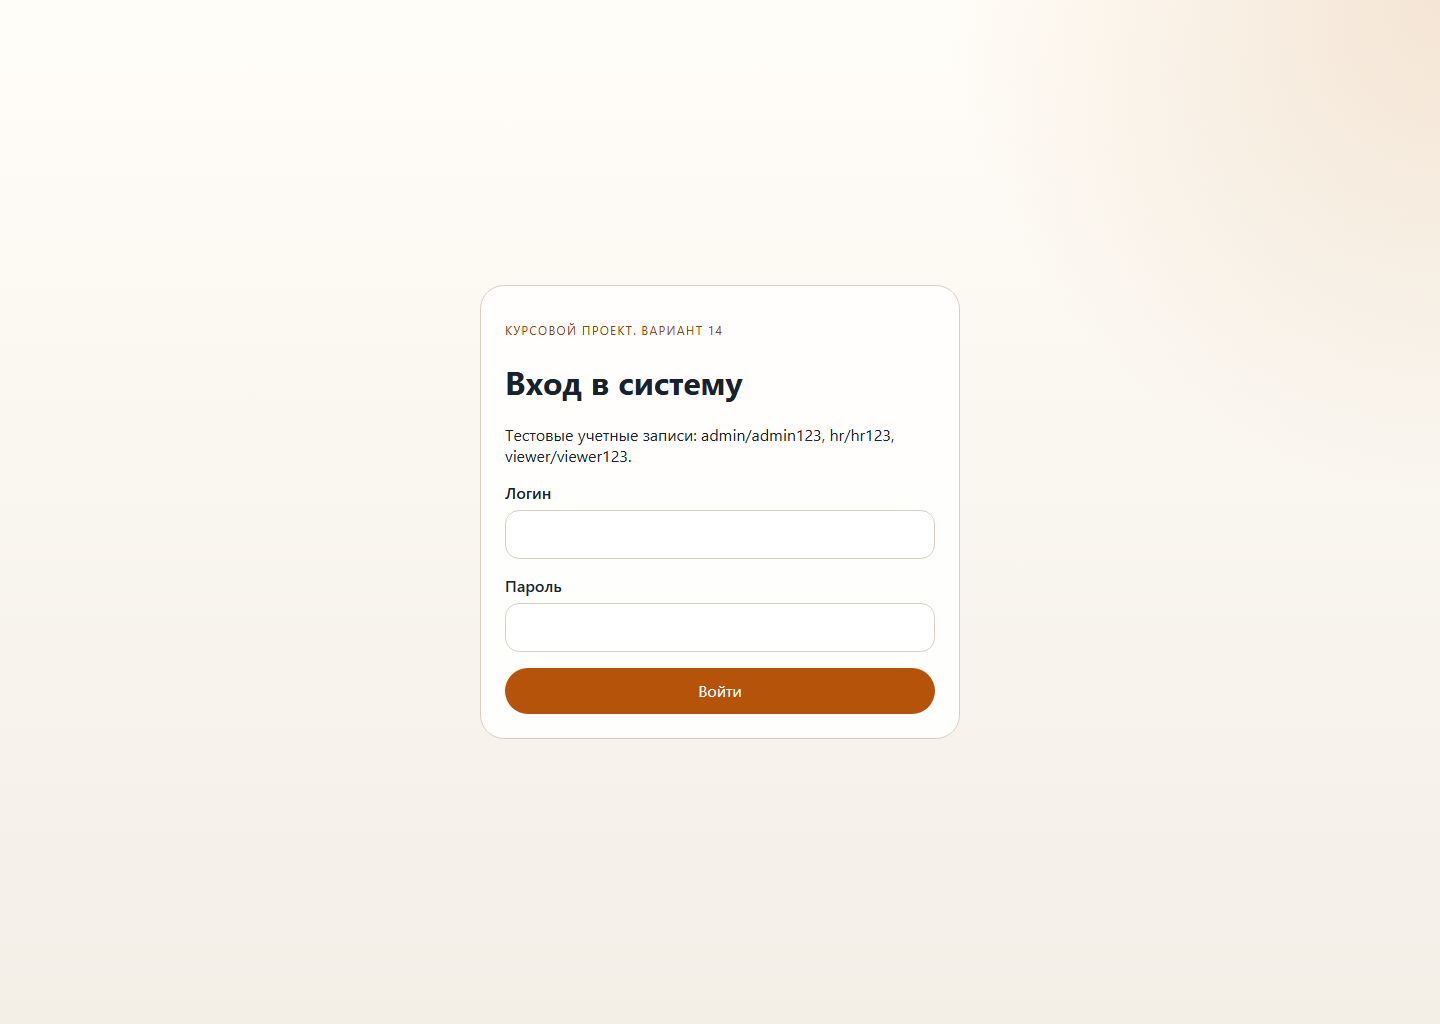 КУРСОВОЙ ПРОЕКТ. ВАРИАНТ 14
Вход в систему
Тестовые учетные записи: admin/admin123, hr/hr123,
viewer/viewer123.
Логин
Пароль
Войти